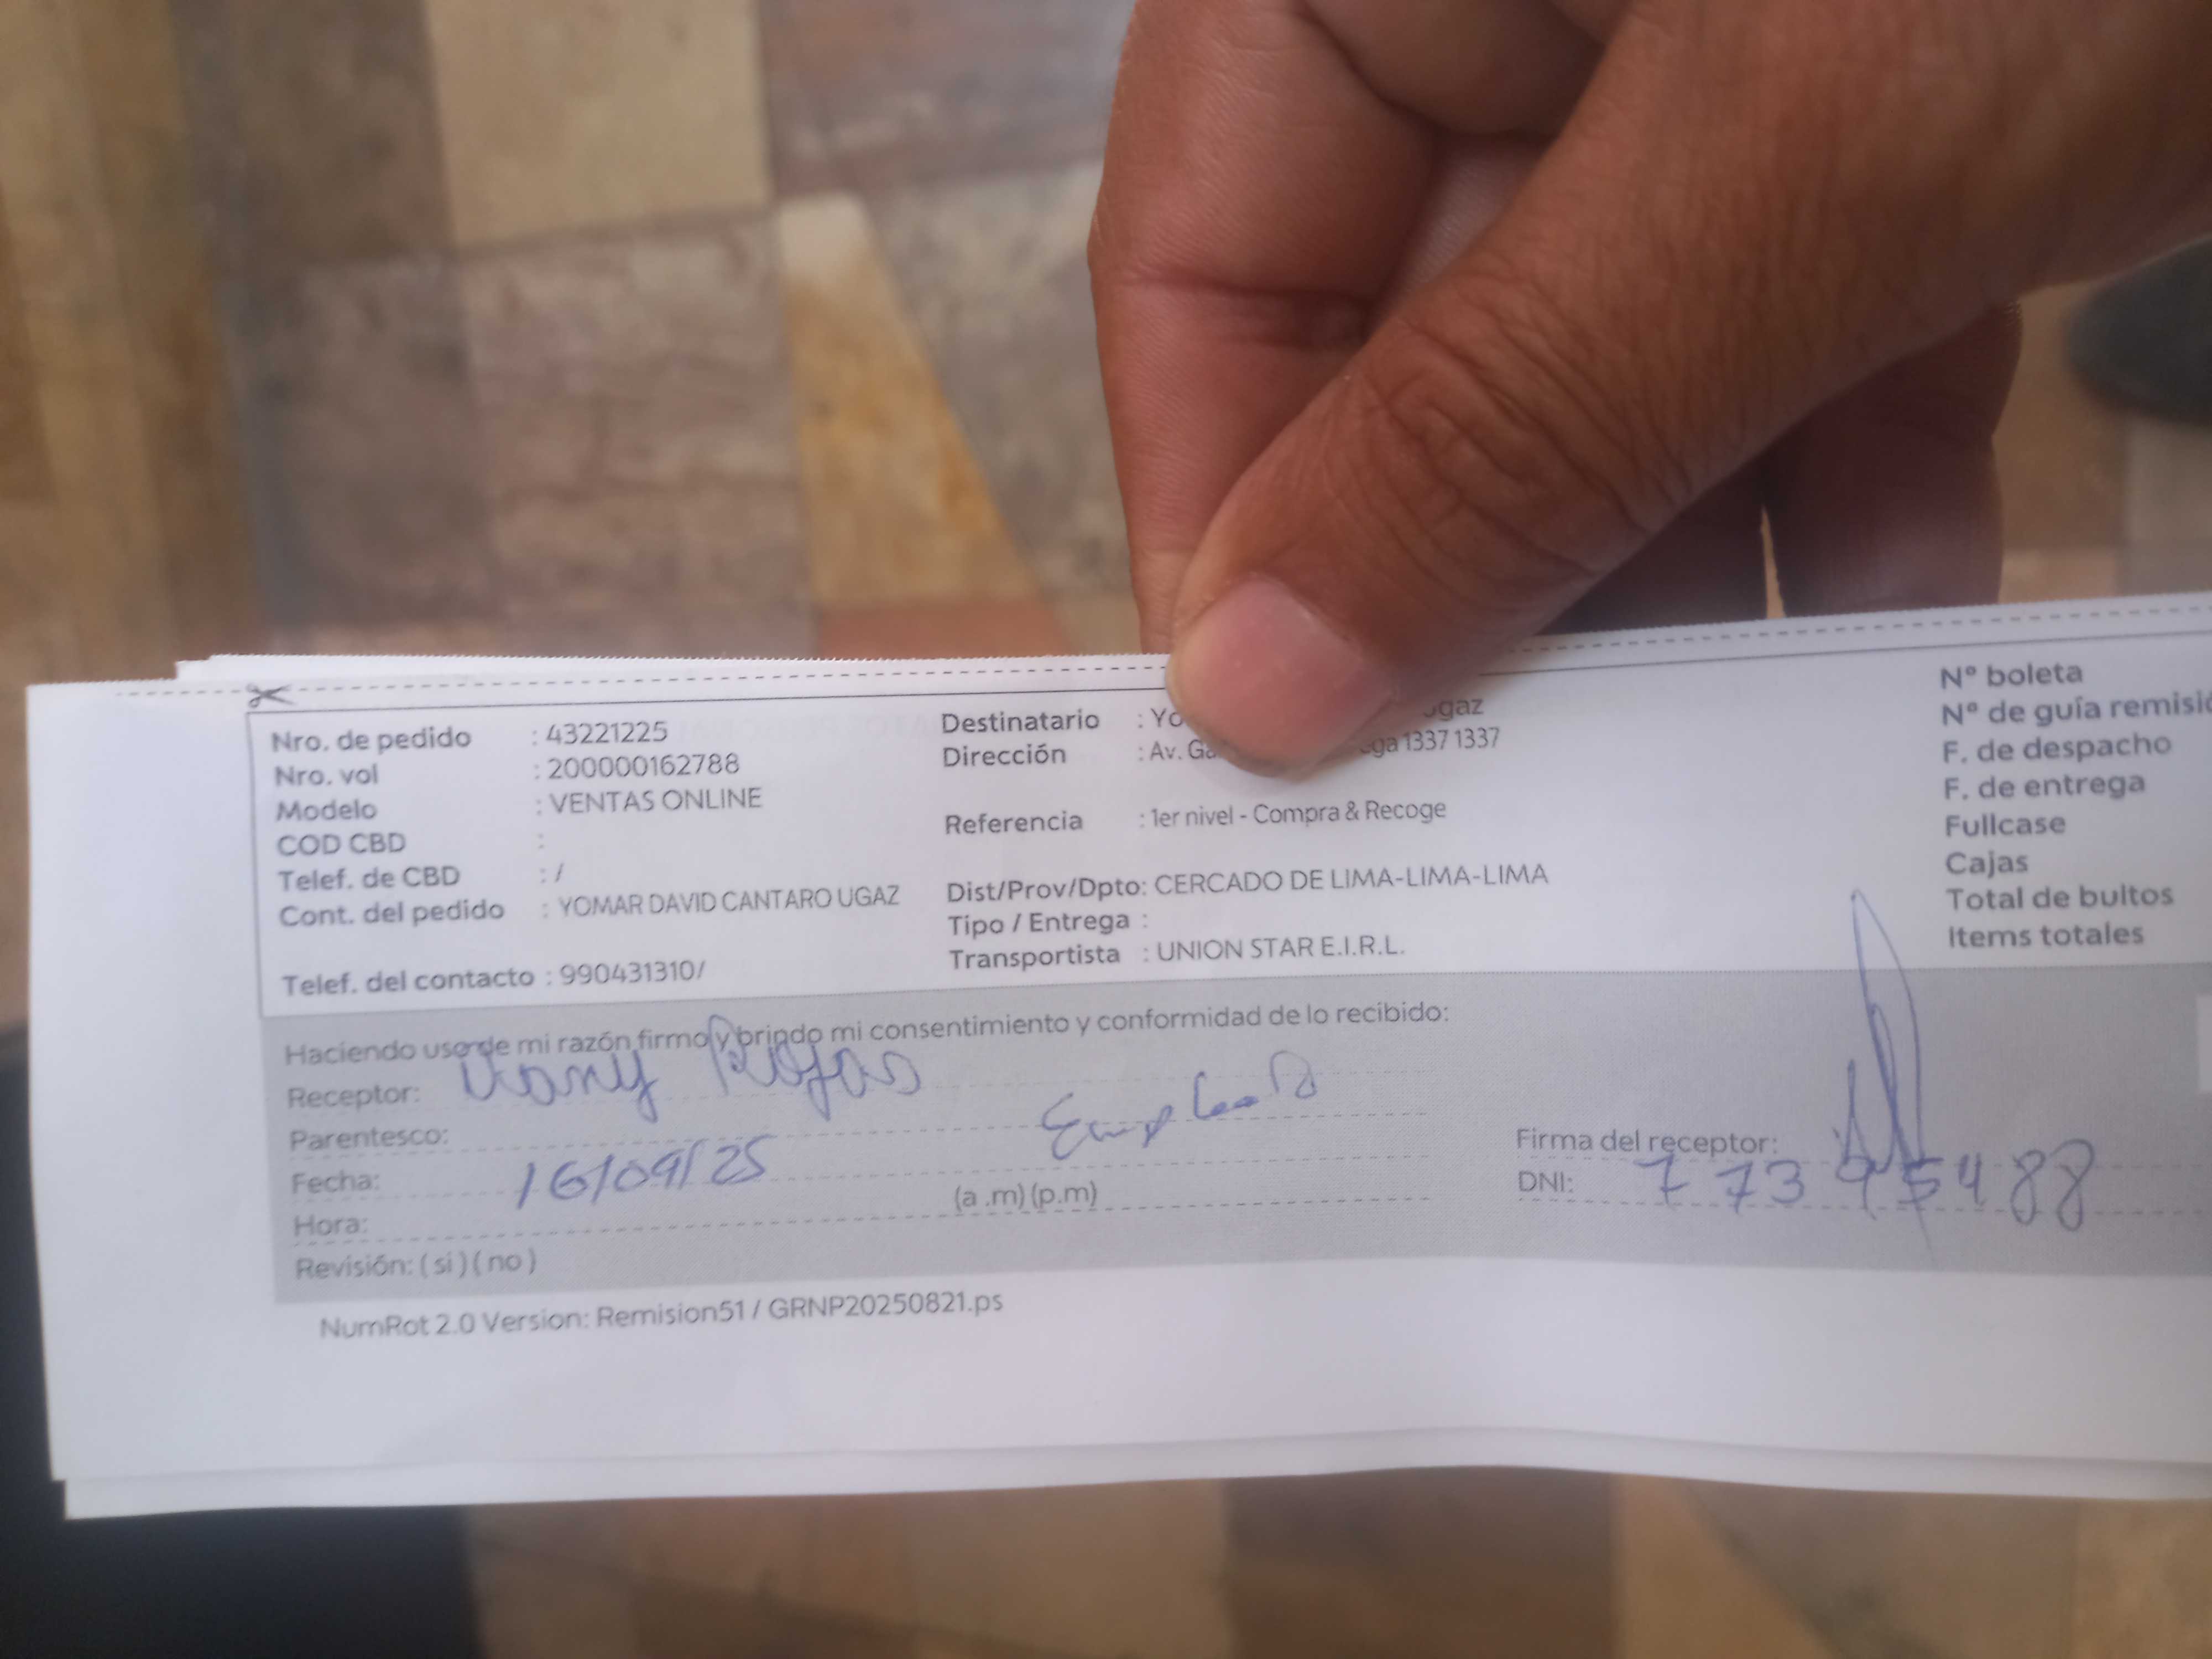 Nro. de pedido : 43221225
Nro. vol : 200000162788
Modelo : VENTAS ONLINE
COD CBD :
Telef. de CBD : /
Cont. del pedido : YOMAR DAVID CANTARO UGAZ
Telef. del contacto : 990431310/
Destinatario : Yo ugaz
Dirección : Av. Ga ega 1337 1337
Referencia : 1er nivel - Compra & Recoge
Dist/Prov/Dpto: CERCADO DE LIMA-LIMA-LIMA
Tipo / Entrega :
Transportista : UNION STAR E.I.R.L.
N° boleta
N° de guía remisió
F. de despacho
F. de entrega
Fullcase
Cajas
Total de bultos
Items totales
Haciendo uso de mi razón firmo y brindo mi consentimiento y conformidad de lo recibido:
Receptor: Rojas
Parentesco:
Fecha: 16/09/25
Hora: (a .m) (p.m)
Revisión: ( si ) ( no )
Firma del receptor:
DNI:
NumRot 2.0 Version: Remision51 / GRNP20250821.ps